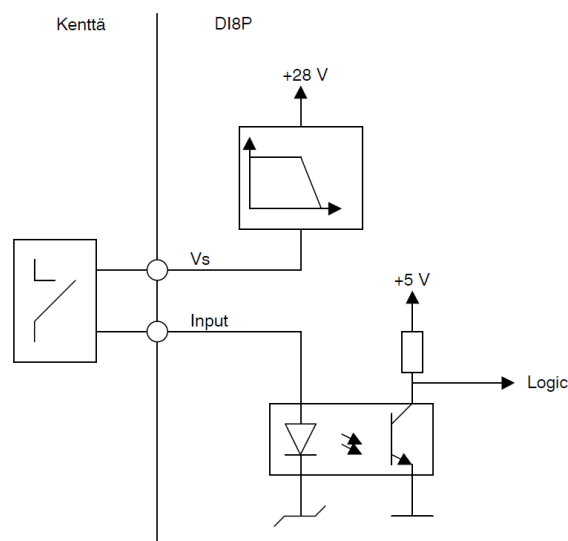 Kenttä
DI8P
+28 V
Vs
+5 V
Input
Logic